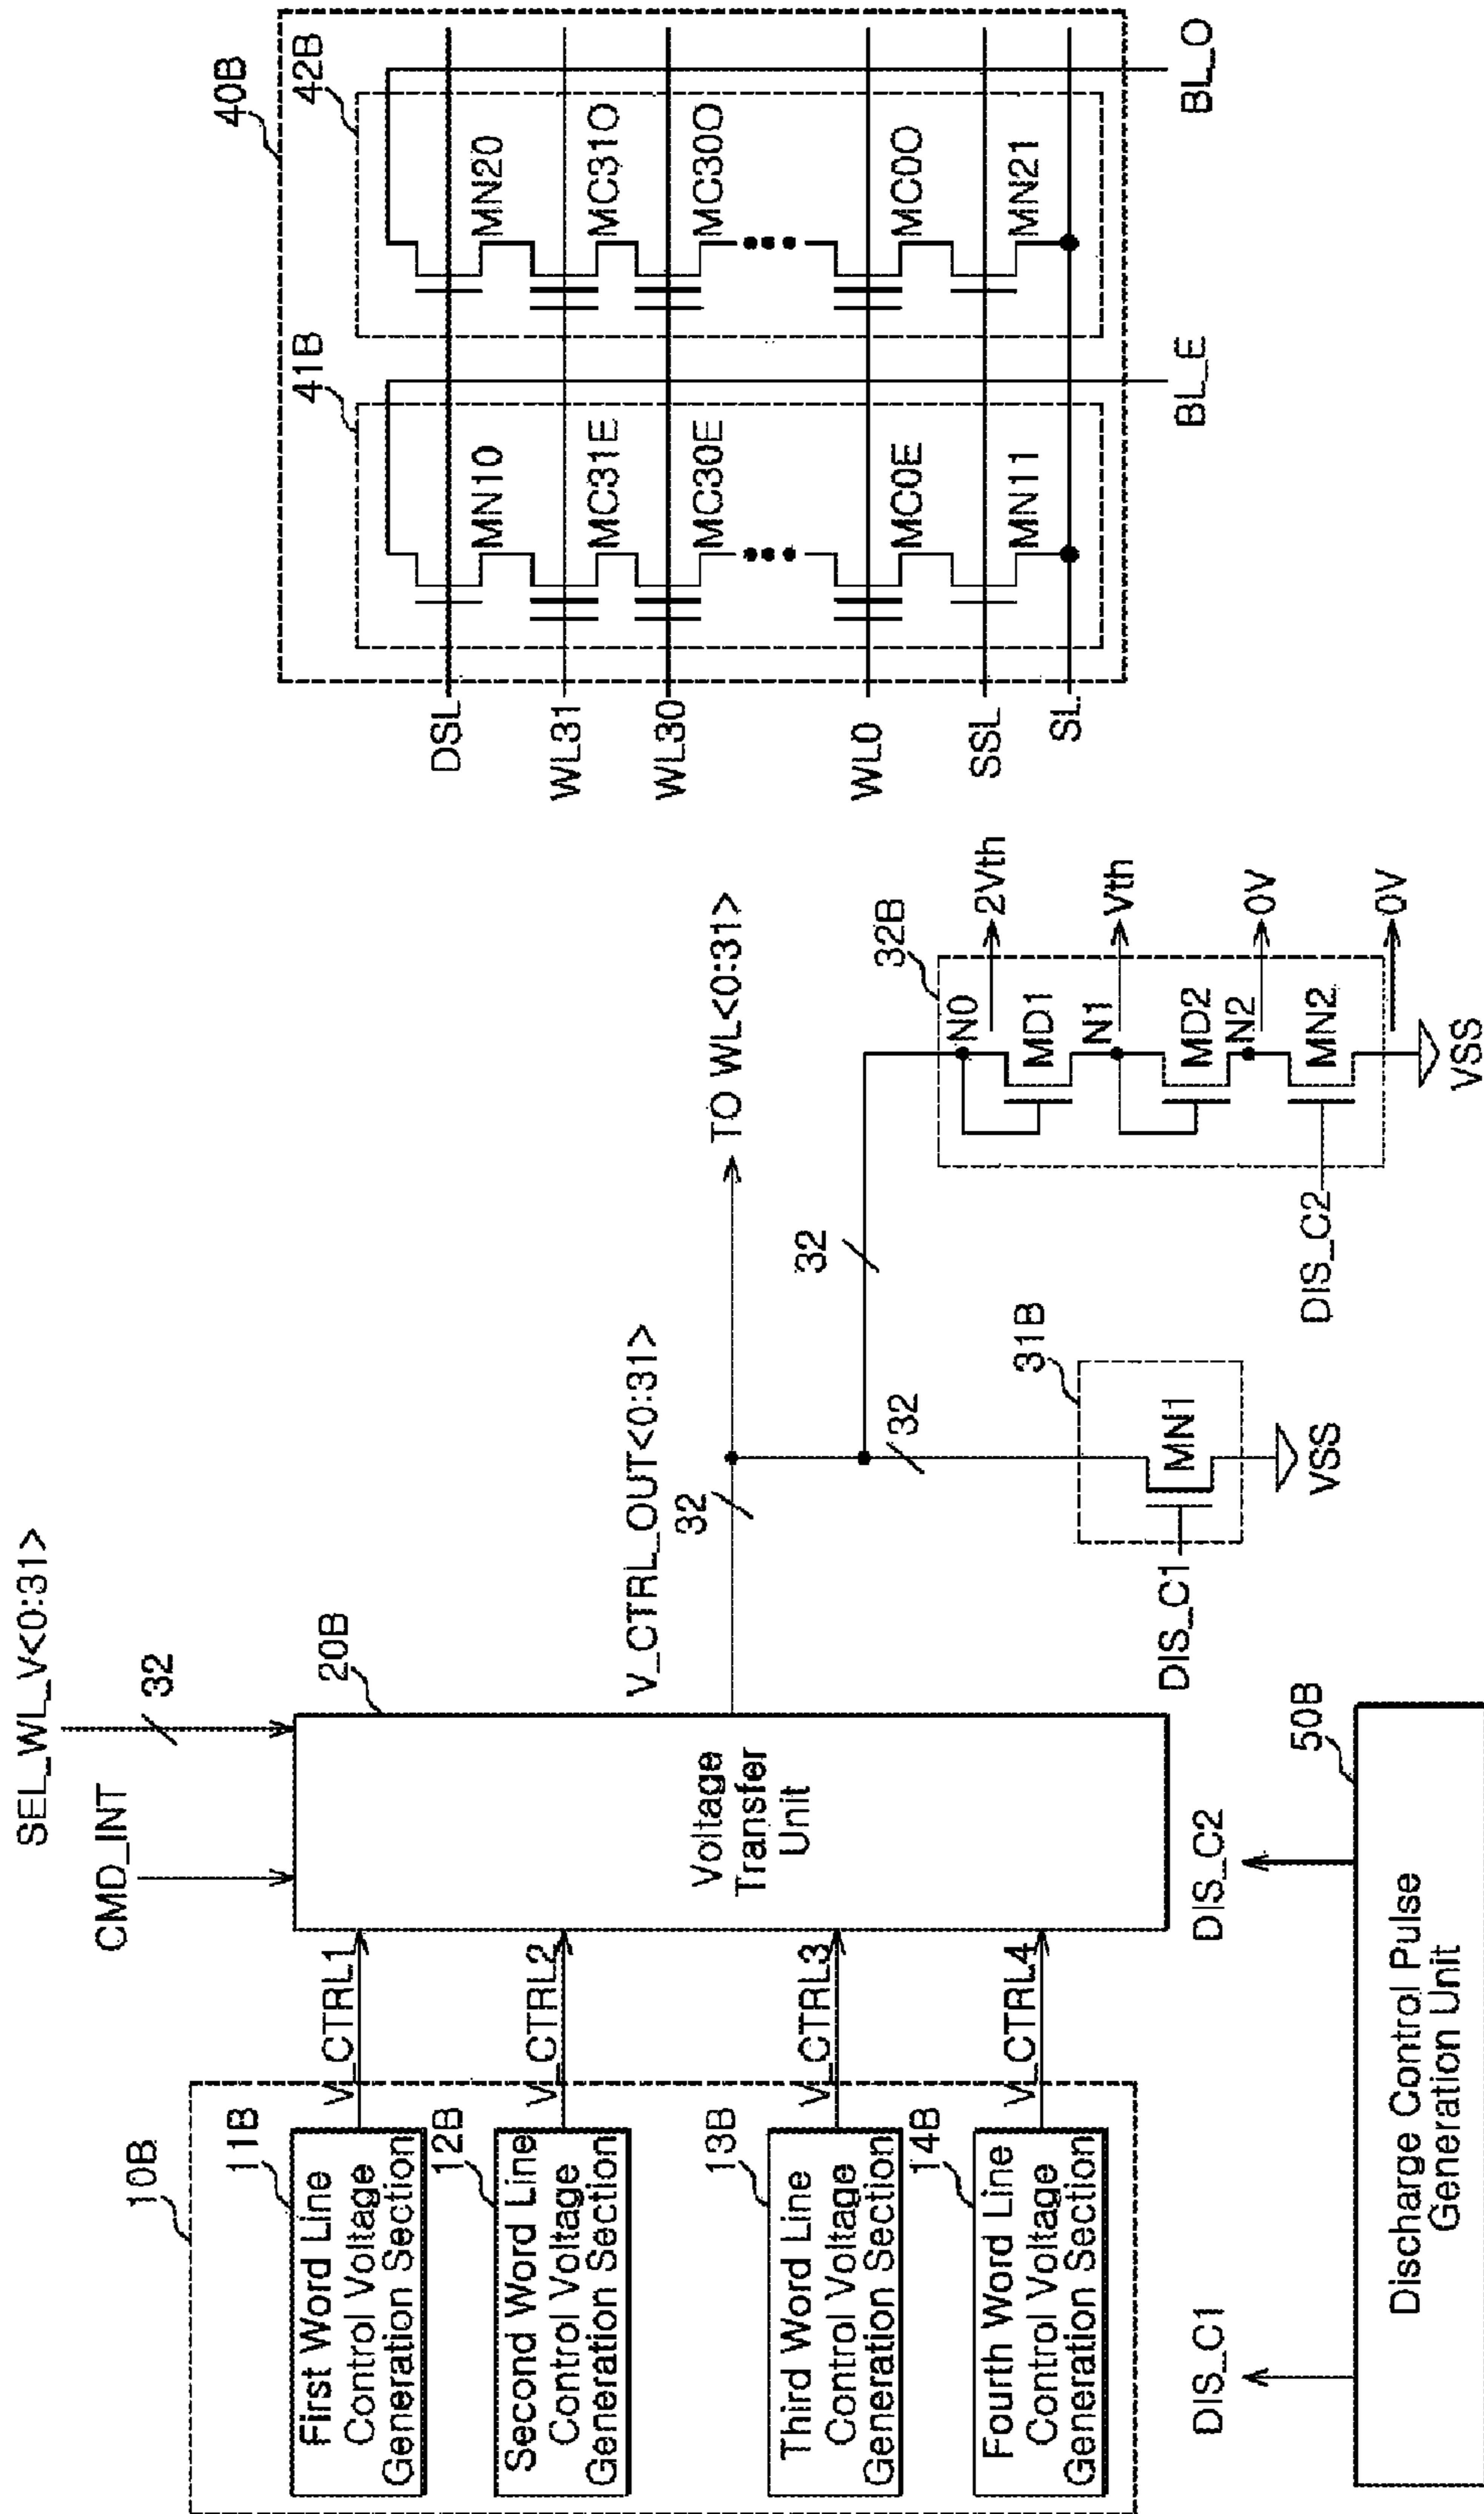 10B
11B
First Word Line
Control Voltage
Generation Section
V_CTRL1
12B
Second Word Line
Control Voltage
Generation Section
V_CTRL2
13B
Third Word Line
Control Voltage
Generation Section
V_CTRL3
14B
Fourth Word Line
Control Voltage
Generation Section
V_CTRL4
CMD_INT
SEL_WL_V<0:31>
32
20B
Voltage
Transfer
Unit
V_CTRL_OUT<0:31>
32
TO WL<0:31>
32
32
31B
MN1
DIS_C1
VSS
32B
N0
2Vth
MD1
N1
Vth
MD2
N2
0V
MN2
0V
DIS_C2
VSS
DIS_C1
DIS_C2
50B
Discharge Control Pulse
Generation Unit
40B
41B
42B
DSL
MN10
MN20
WL31
MC31E
MC31O
WL30
MC30E
MC30O
WL0
MC0E
MC0O
SSL
MN11
MN21
SL
BL_E
BL_O